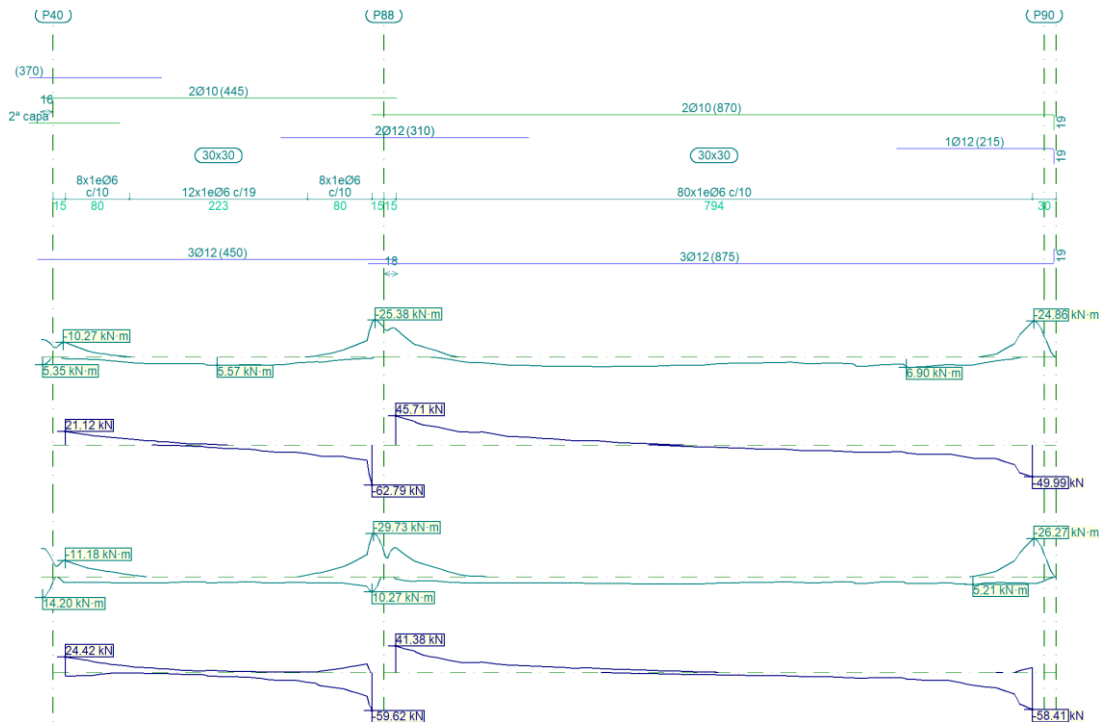 P40 P88 P90
(370)
16 2Ø10(445)
2Ø10(870)
2ª capa
19
2Ø12(310)
1Ø12(215)
19
30x30 30x30
8x1eØ6 8x1eØ6
c/10 12x1eØ6 c/19 c/10 80x1eØ6 c/10
15 80 223 80 15 15 794 30
3Ø12(450) 3Ø12(875)
18
19
-25.38 kN·m -24.86 kN·m
-10.27 kN·m
5.35 kN·m 5.57 kN·m 6.90 kN·m
45.71 kN
21.12 kN
-62.79 kN -49.99 kN
-29.73 kN·m -26.27 kN·m
-11.18 kN·m
14.20 kN·m 10.27 kN·m 5.21 kN·m
24.42 kN 41.38 kN
-59.62 kN -58.41 kN